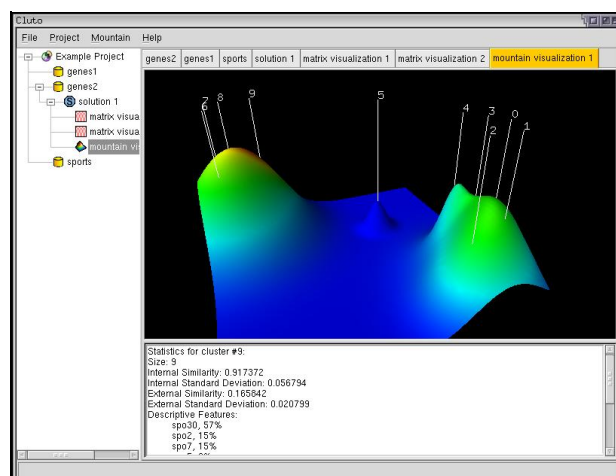 Cluto
File Project Mountain Help
Example Project
genes1
genes2
solution 1
matrix visua
matrix visua
mountain vi
sports
genes2 genes1 sports solution 1 matrix visualization 1 matrix visualization 2 mountain visualization 1
7 8 9 5 4 3 0
6 2 1
Statistics for cluster #9:
Size: 9
Internal Similarity: 0.917372
Internal Standard Deviation: 0.056794
External Similarity: 0.165842
External Standard Deviation: 0.020799
Descriptive Features:
spo30, 57%
spo2, 15%
spo7, 15%